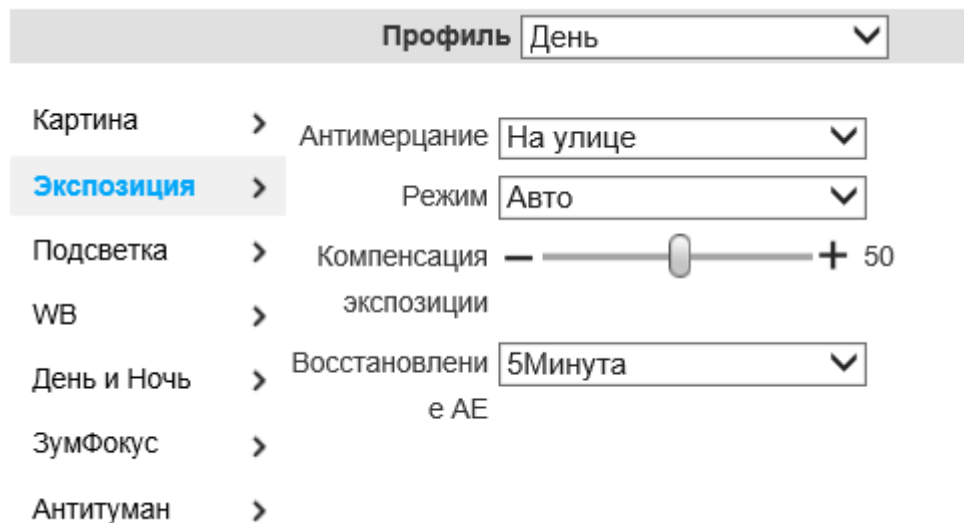 Профиль День
Картина
Антимерцание На улице
Экспозиция
Режим Авто
Подсветка
Компенсация 50
экспозиции
WB
Восстановлени 5Минута
е АЕ
День и Ночь
ЗумФокус
Антитуман